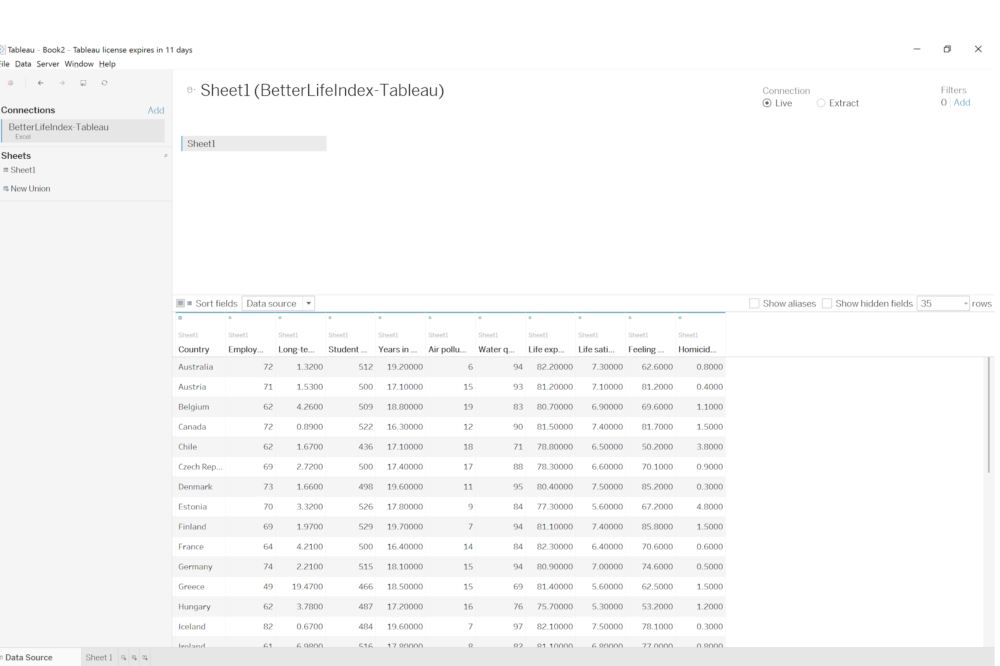 Tableau - Book2 - Tableau license expires in 11 days
File Data Server Window Help
Sheet1 (BetterLifeIndex-Tableau)
Connection
Live Extract
Filters
0 Add
Connections Add
BetterLifeIndex-Tableau
Excel
Sheet1
Sheets
Sheet1
New Union
Sort fields Data source Show aliases Show hidden fields 35 rows
# # # # # # # # # #
Sheet1 Sheet1 Sheet1 Sheet1 Sheet1 Sheet1 Sheet1 Sheet1 Sheet1 Sheet1 Sheet1
Country Employ... Long-te... Student ... Years in ... Air pollu... Water q... Life exp... Life sati... Feeling ... Homicid...
Australia 72 1.3200 512 19.20000 6 94 82.20000 7.30000 62.6000 0.8000
Austria 71 1.5300 500 17.10000 15 93 81.20000 7.10000 81.2000 0.4000
Belgium 62 4.2600 509 18.80000 19 83 80.70000 6.90000 69.6000 1.1000
Canada 72 0.8900 522 16.30000 12 90 81.50000 7.40000 81.7000 1.5000
Chile 62 1.6700 436 17.10000 18 71 78.80000 6.50000 50.2000 3.8000
Czech Rep... 69 2.7200 500 17.40000 17 88 78.30000 6.60000 70.1000 0.9000
Denmark 73 1.6600 498 19.60000 11 95 80.40000 7.50000 85.2000 0.3000
Estonia 70 3.3200 526 17.80000 9 84 77.30000 5.60000 67.2000 4.8000
Finland 69 1.9700 529 19.70000 7 94 81.10000 7.40000 85.8000 1.5000
France 64 4.2100 500 16.40000 14 84 82.30000 6.40000 70.6000 0.6000
Germany 74 2.2100 515 18.10000 15 94 80.90000 7.00000 74.6000 0.5000
Greece 49 19.4700 466 18.50000 15 69 81.40000 5.60000 62.5000 1.5000
Hungary 62 3.7800 487 17.20000 16 76 75.70000 5.30000 53.2000 1.2000
Iceland 82 0.6700 484 19.60000 7 97 82.10000 7.50000 78.1000 0.3000
Ireland 61 6.9800 516 17.80000 8 82 81.10000 6.80000 77.0000 0.8000
Data Source Sheet 1